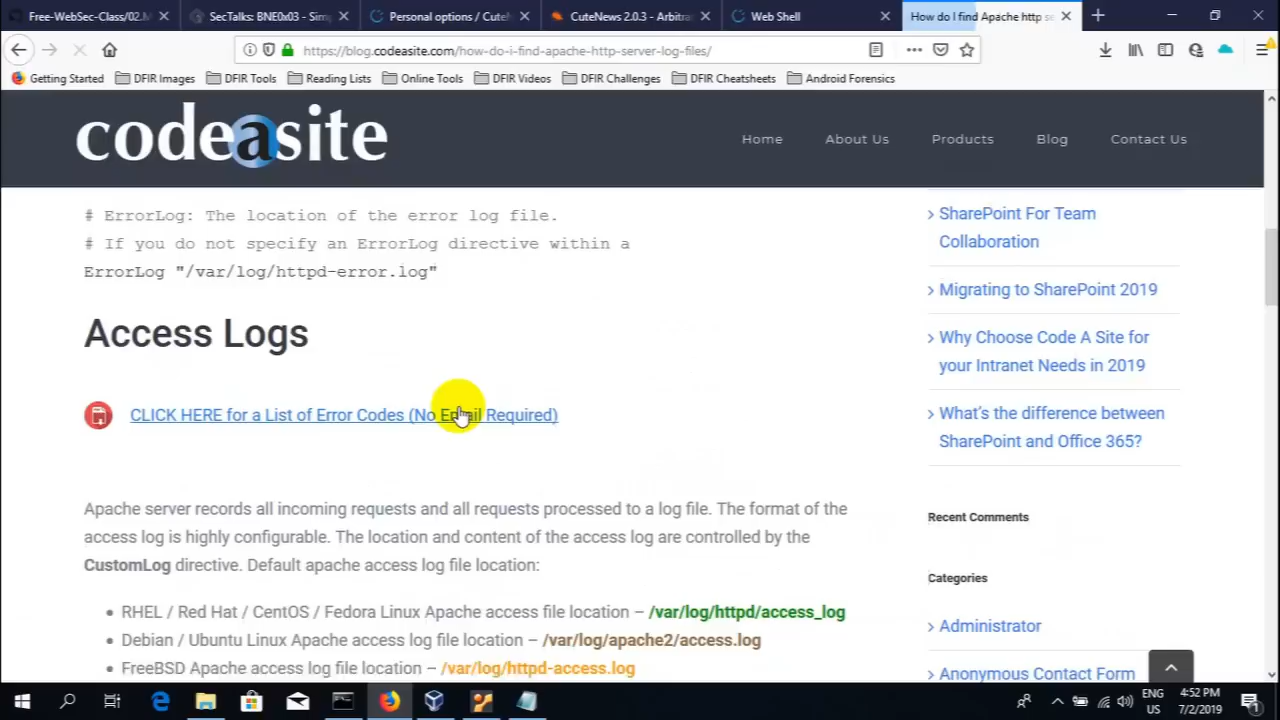 Free-WebSec-Class/02.M
SecTalks: BNE0x03 - Sim
Personal options / CuteN
CuteNews 2.0.3 - Arbitra
Web Shell
How do I find Apache http se
https://blog.codeasite.com/how-do-i-find-apache-http-server-log-files/
Getting Started
DFIR Images
DFIR Tools
Reading Lists
Online Tools
DFIR Videos
DFIR Challenges
DFIR Cheatsheets
Android Forensics
codeasite
Home
About Us
Products
Blog
Contact Us
# ErrorLog: The location of the error log file.
# If you do not specify an ErrorLog directive within a
ErrorLog "/var/log/httpd-error.log"
Access Logs
CLICK HERE for a List of Error Codes (No Email Required)
Apache server records all incoming requests and all requests processed to a log file. The format of the
access log is highly configurable. The location and content of the access log are controlled by the
CustomLog directive. Default apache access log file location:
• RHEL / Red Hat / CentOS / Fedora Linux Apache access file location – /var/log/httpd/access_log
• Debian / Ubuntu Linux Apache access log file location – /var/log/apache2/access.log
• FreeBSD Apache access log file location – /var/log/httpd-access.log
SharePoint For Team
Collaboration
Migrating to SharePoint 2019
Why Choose Code A Site for
your Intranet Needs in 2019
What's the difference between
SharePoint and Office 365?
Recent Comments
Categories
Administrator
Anonymous Contact Form
ENG
US
4:52 PM
7/2/2019
1